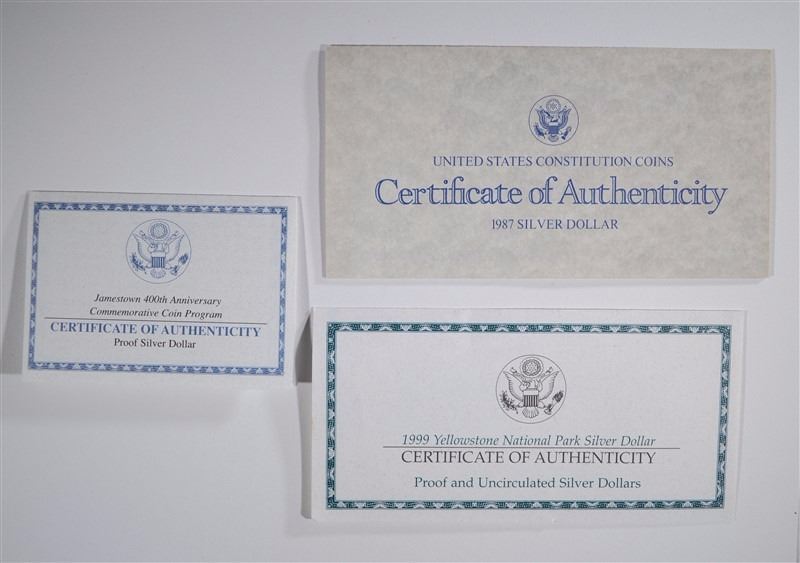 UNITED STATES CONSTITUTION COINS
Certificate of Authenticity
1987 SILVER DOLLAR
Jamestown 400th Anniversary
Commemorative Coin Program
CERTIFICATE OF AUTHENTICITY
Proof Silver Dollar
1999 Yellowstone National Park Silver Dollar
CERTIFICATE OF AUTHENTICITY
Proof and Uncirculated Silver Dollars